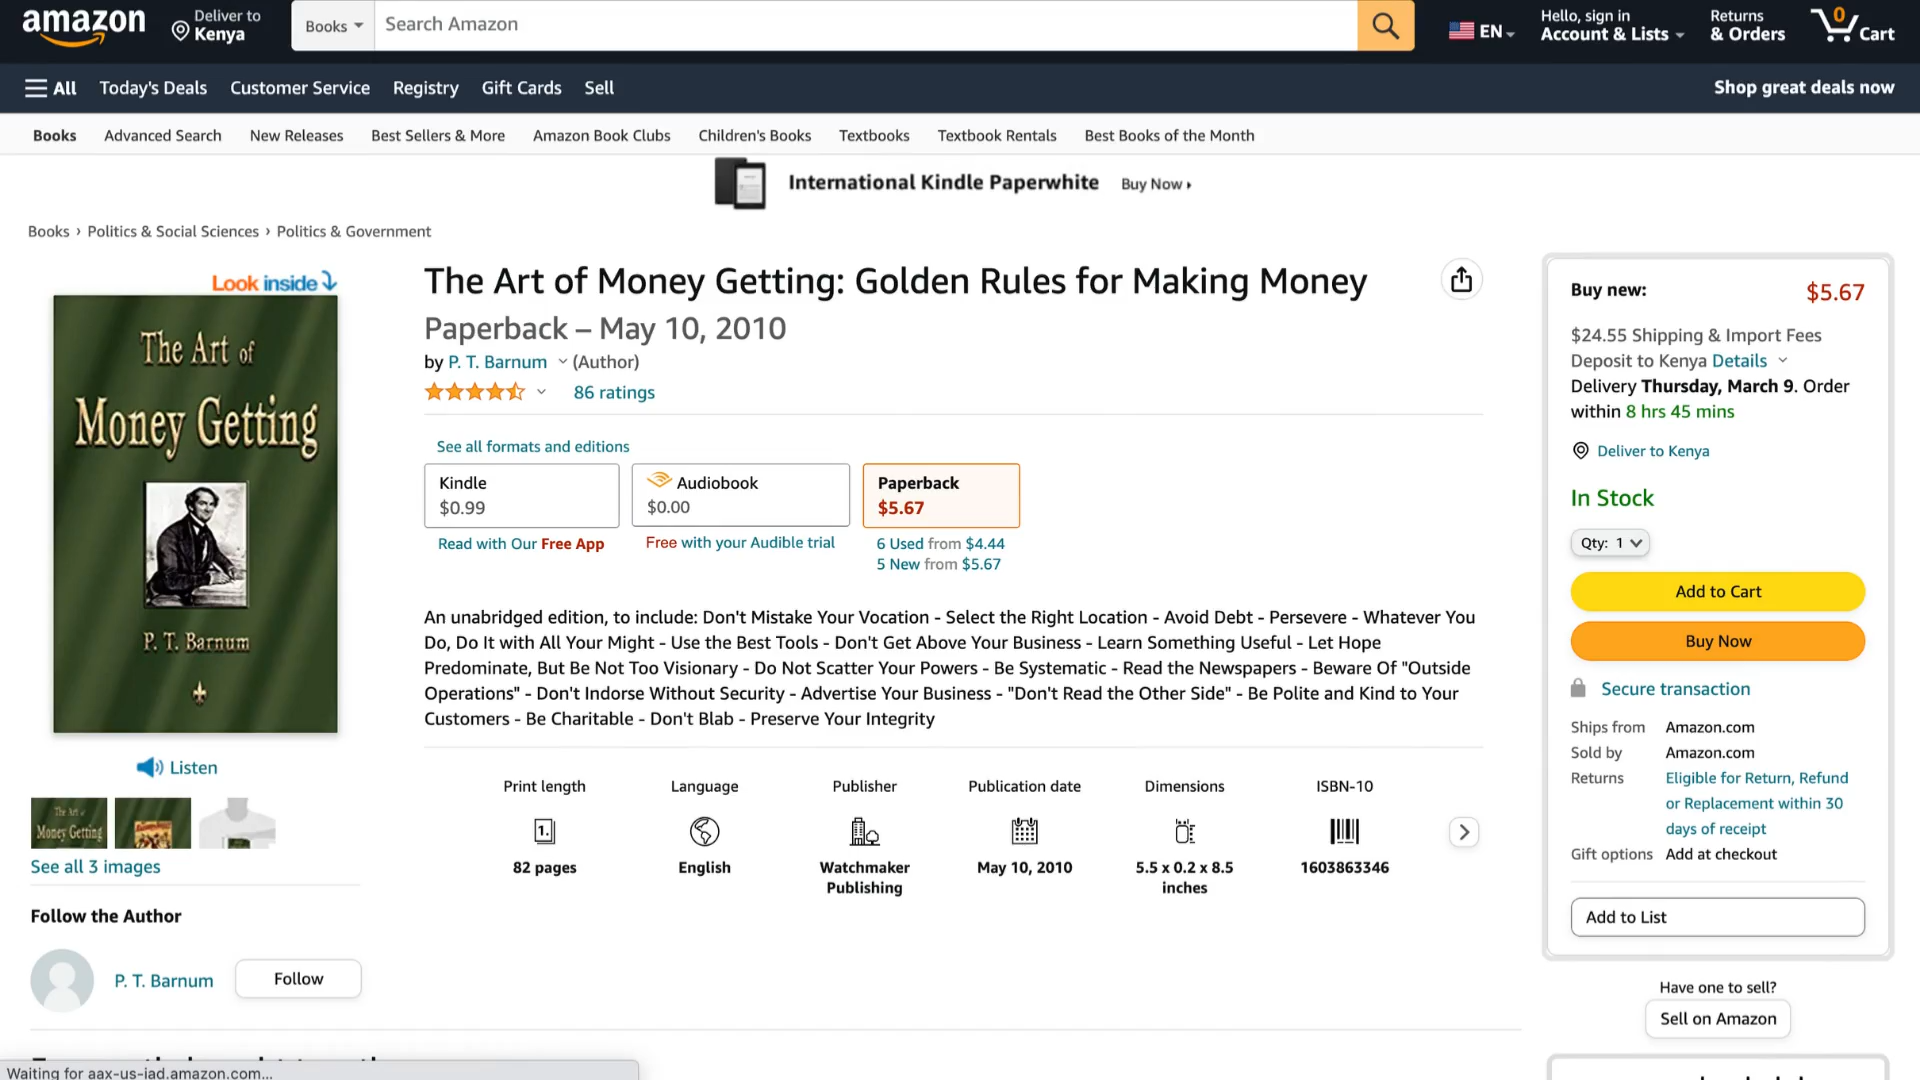 amazon
Deliver to
Kenya
Books
Search Amazon
EN
Hello, sign in
Account & Lists
Returns
& Orders
0
Cart
All
Today's Deals
Customer Service
Registry
Gift Cards
Sell
Shop great deals now
Books
Advanced Search
New Releases
Best Sellers & More
Amazon Book Clubs
Children's Books
Textbooks
Textbook Rentals
Best Books of the Month
International Kindle Paperwhite
Buy Now
Books › Politics & Social Sciences › Politics & Government
Look inside
The Art of
Money Getting
P. T. Barnum
Listen
The Art of
Money Getting
See all 3 images
Follow the Author
P. T. Barnum
Follow
The Art of Money Getting: Golden Rules for Making Money
Paperback – May 10, 2010
by P. T. Barnum (Author)
86 ratings
See all formats and editions
Kindle
$0.99
Read with Our Free App
Audiobook
$0.00
Free with your Audible trial
Paperback
$5.67
6 Used from $4.44
5 New from $5.67
An unabridged edition, to include: Don't Mistake Your Vocation - Select the Right Location - Avoid Debt - Persevere - Whatever You
Do, Do It with All Your Might - Use the Best Tools - Don't Get Above Your Business - Learn Something Useful - Let Hope
Predominate, But Be Not Too Visionary - Do Not Scatter Your Powers - Be Systematic - Read the Newspapers - Beware Of "Outside
Operations" - Don't Indorse Without Security - Advertise Your Business - "Don't Read the Other Side" - Be Polite and Kind to Your
Customers - Be Charitable - Don't Blab - Preserve Your Integrity
Print length
1.
82 pages
Language
English
Publisher
Watchmaker
Publishing
Publication date
May 10, 2010
Dimensions
5.5 x 0.2 x 8.5
inches
ISBN-10
1603863346
Buy new:
$5.67
$24.55 Shipping & Import Fees
Deposit to Kenya Details
Delivery Thursday, March 9. Order
within 8 hrs 45 mins
Deliver to Kenya
In Stock
Qty: 1
Add to Cart
Buy Now
Secure transaction
Ships from Amazon.com
Sold by Amazon.com
Returns Eligible for Return, Refund
or Replacement within 30
days of receipt
Gift options Add at checkout
Add to List
Have one to sell?
Sell on Amazon
Waiting for aax-us-iad.amazon.com...